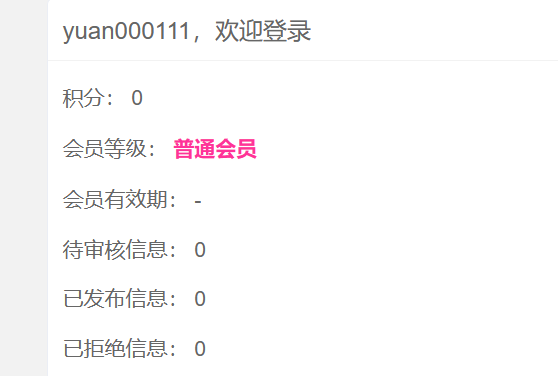 yuan000111，欢迎登录
积分： 0
会员等级： 普通会员
会员有效期： -
待审核信息： 0
已发布信息： 0
已拒绝信息： 0